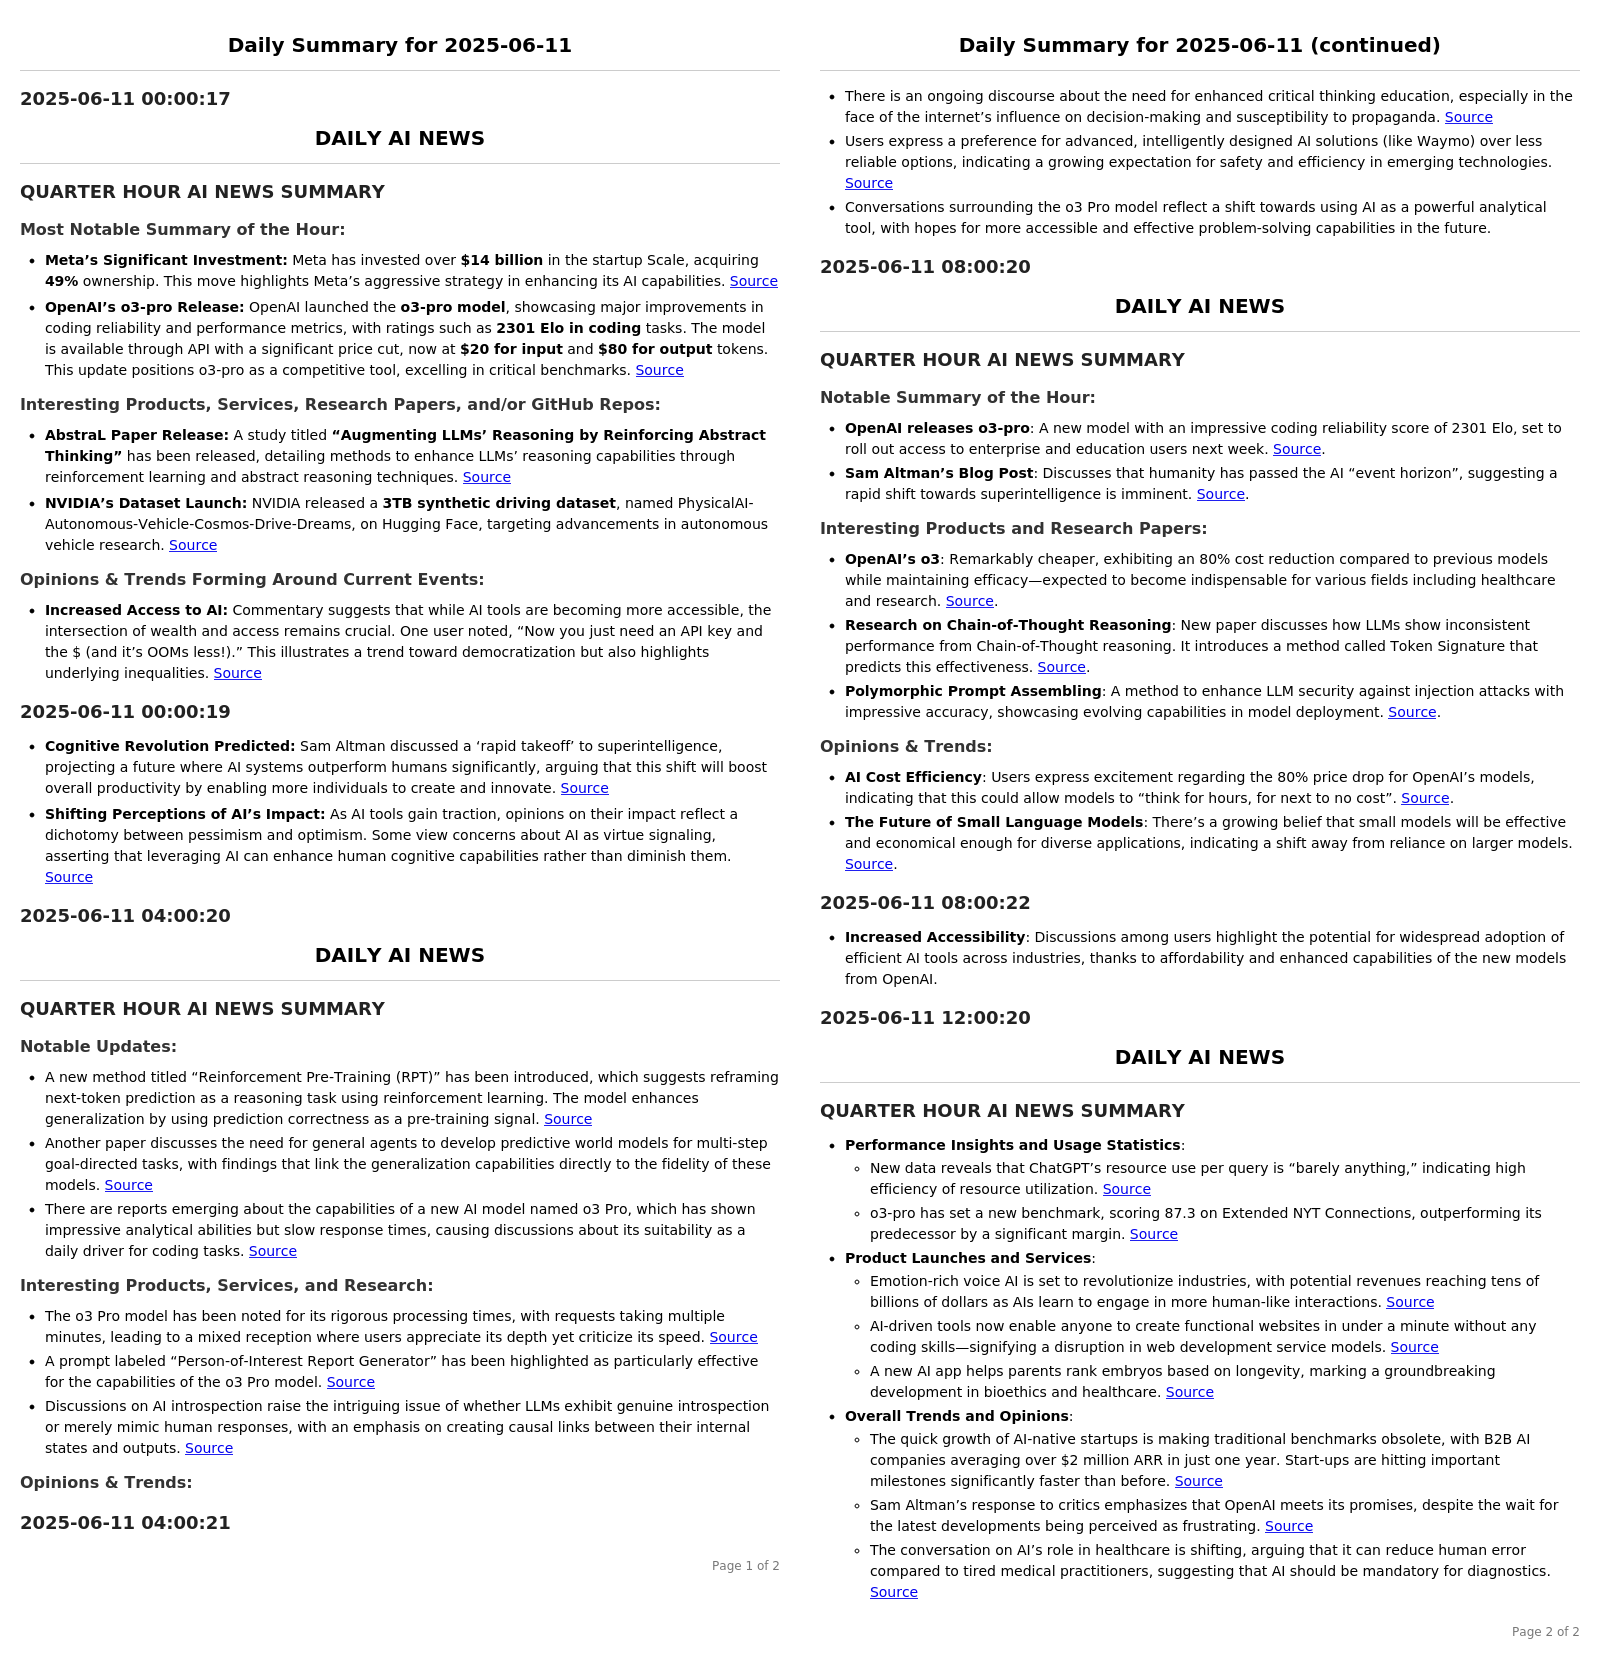 Daily Summary for 2025-06-11
2025-06-11 00:00:17
DAILY AI NEWS
QUARTER HOUR AI NEWS SUMMARY
Most Notable Summary of the Hour:
• Meta’s Significant Investment: Meta has invested over $14 billion in the startup Scale, acquiring
49% ownership. This move highlights Meta’s aggressive strategy in enhancing its AI capabilities. Source
• OpenAI’s o3-pro Release: OpenAI launched the o3-pro model, showcasing major improvements in
coding reliability and performance metrics, with ratings such as 2301 Elo in coding tasks. The model
is available through API with a significant price cut, now at $20 for input and $80 for output tokens.
This update positions o3-pro as a competitive tool, excelling in critical benchmarks. Source
Interesting Products, Services, Research Papers, and/or GitHub Repos:
• AbstraL Paper Release: A study titled “Augmenting LLMs’ Reasoning by Reinforcing Abstract
Thinking” has been released, detailing methods to enhance LLMs’ reasoning capabilities through
reinforcement learning and abstract reasoning techniques. Source
• NVIDIA’s Dataset Launch: NVIDIA released a 3TB synthetic driving dataset, named PhysicalAI-
Autonomous-Vehicle-Cosmos-Drive-Dreams, on Hugging Face, targeting advancements in autonomous
vehicle research. Source
Opinions & Trends Forming Around Current Events:
• Increased Access to AI: Commentary suggests that while AI tools are becoming more accessible, the
intersection of wealth and access remains crucial. One user noted, “Now you just need an API key and
the $ (and it’s OOMs less!).” This illustrates a trend toward democratization but also highlights
underlying inequalities. Source
2025-06-11 00:00:19
• Cognitive Revolution Predicted: Sam Altman discussed a ‘rapid takeoff’ to superintelligence,
projecting a future where AI systems outperform humans significantly, arguing that this shift will boost
overall productivity by enabling more individuals to create and innovate. Source
• Shifting Perceptions of AI’s Impact: As AI tools gain traction, opinions on their impact reflect a
dichotomy between pessimism and optimism. Some view concerns about AI as virtue signaling,
asserting that leveraging AI can enhance human cognitive capabilities rather than diminish them.
Source
2025-06-11 04:00:20
DAILY AI NEWS
QUARTER HOUR AI NEWS SUMMARY
Notable Updates:
• A new method titled “Reinforcement Pre-Training (RPT)” has been introduced, which suggests reframing
next-token prediction as a reasoning task using reinforcement learning. The model enhances
generalization by using prediction correctness as a pre-training signal. Source
• Another paper discusses the need for general agents to develop predictive world models for multi-step
goal-directed tasks, with findings that link the generalization capabilities directly to the fidelity of these
models. Source
• There are reports emerging about the capabilities of a new AI model named o3 Pro, which has shown
impressive analytical abilities but slow response times, causing discussions about its suitability as a
daily driver for coding tasks. Source
Interesting Products, Services, and Research:
• The o3 Pro model has been noted for its rigorous processing times, with requests taking multiple
minutes, leading to a mixed reception where users appreciate its depth yet criticize its speed. Source
• A prompt labeled “Person-of-Interest Report Generator” has been highlighted as particularly effective
for the capabilities of the o3 Pro model. Source
• Discussions on AI introspection raise the intriguing issue of whether LLMs exhibit genuine introspection
or merely mimic human responses, with an emphasis on creating causal links between their internal
states and outputs. Source
Opinions & Trends:
2025-06-11 04:00:21
Page 1 of 2
Daily Summary for 2025-06-11 (continued)
• There is an ongoing discourse about the need for enhanced critical thinking education, especially in the
face of the internet’s influence on decision-making and susceptibility to propaganda. Source
• Users express a preference for advanced, intelligently designed AI solutions (like Waymo) over less
reliable options, indicating a growing expectation for safety and efficiency in emerging technologies.
Source
• Conversations surrounding the o3 Pro model reflect a shift towards using AI as a powerful analytical
tool, with hopes for more accessible and effective problem-solving capabilities in the future.
2025-06-11 08:00:20
DAILY AI NEWS
QUARTER HOUR AI NEWS SUMMARY
Notable Summary of the Hour:
• OpenAI releases o3-pro: A new model with an impressive coding reliability score of 2301 Elo, set to
roll out access to enterprise and education users next week. Source.
• Sam Altman’s Blog Post: Discusses that humanity has passed the AI “event horizon”, suggesting a
rapid shift towards superintelligence is imminent. Source.
Interesting Products and Research Papers:
• OpenAI’s o3: Remarkably cheaper, exhibiting an 80% cost reduction compared to previous models
while maintaining efficacy—expected to become indispensable for various fields including healthcare
and research. Source.
• Research on Chain-of-Thought Reasoning: New paper discusses how LLMs show inconsistent
performance from Chain-of-Thought reasoning. It introduces a method called Token Signature that
predicts this effectiveness. Source.
• Polymorphic Prompt Assembling: A method to enhance LLM security against injection attacks with
impressive accuracy, showcasing evolving capabilities in model deployment. Source.
Opinions & Trends:
• AI Cost Efficiency: Users express excitement regarding the 80% price drop for OpenAI’s models,
indicating that this could allow models to “think for hours, for next to no cost”. Source.
• The Future of Small Language Models: There’s a growing belief that small models will be effective
and economical enough for diverse applications, indicating a shift away from reliance on larger models.
Source.
2025-06-11 08:00:22
• Increased Accessibility: Discussions among users highlight the potential for widespread adoption of
efficient AI tools across industries, thanks to affordability and enhanced capabilities of the new models
from OpenAI.
2025-06-11 12:00:20
DAILY AI NEWS
QUARTER HOUR AI NEWS SUMMARY
• Performance Insights and Usage Statistics:
◦ New data reveals that ChatGPT’s resource use per query is “barely anything,” indicating high
efficiency of resource utilization. Source
◦ o3-pro has set a new benchmark, scoring 87.3 on Extended NYT Connections, outperforming its
predecessor by a significant margin. Source
• Product Launches and Services:
◦ Emotion-rich voice AI is set to revolutionize industries, with potential revenues reaching tens of
billions of dollars as AIs learn to engage in more human-like interactions. Source
◦ AI-driven tools now enable anyone to create functional websites in under a minute without any
coding skills—signifying a disruption in web development service models. Source
◦ A new AI app helps parents rank embryos based on longevity, marking a groundbreaking
development in bioethics and healthcare. Source
• Overall Trends and Opinions:
◦ The quick growth of AI-native startups is making traditional benchmarks obsolete, with B2B AI
companies averaging over $2 million ARR in just one year. Start-ups are hitting important
milestones significantly faster than before. Source
◦ Sam Altman’s response to critics emphasizes that OpenAI meets its promises, despite the wait for
the latest developments being perceived as frustrating. Source
◦ The conversation on AI’s role in healthcare is shifting, arguing that it can reduce human error
compared to tired medical practitioners, suggesting that AI should be mandatory for diagnostics.
Source
Page 2 of 2